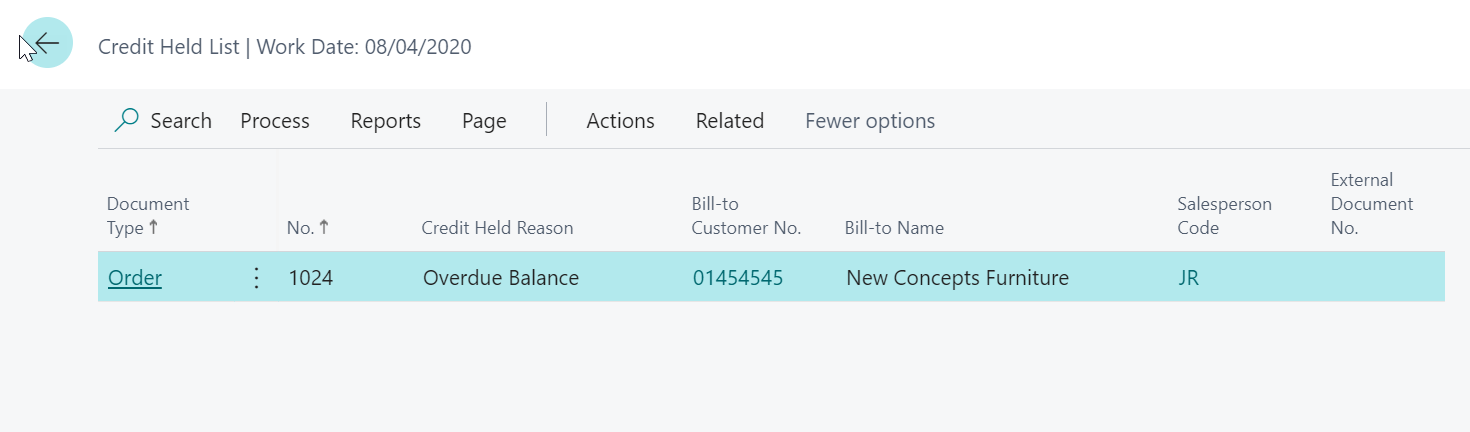 Credit Held List | Work Date: 08/04/2020
Search Process Reports Page Actions Related Fewer options
Document Type ↑ No. ↑ Credit Held Reason Bill-to Customer No. Bill-to Name Salesperson Code External Document No.
Order 1024 Overdue Balance 01454545 New Concepts Furniture JR